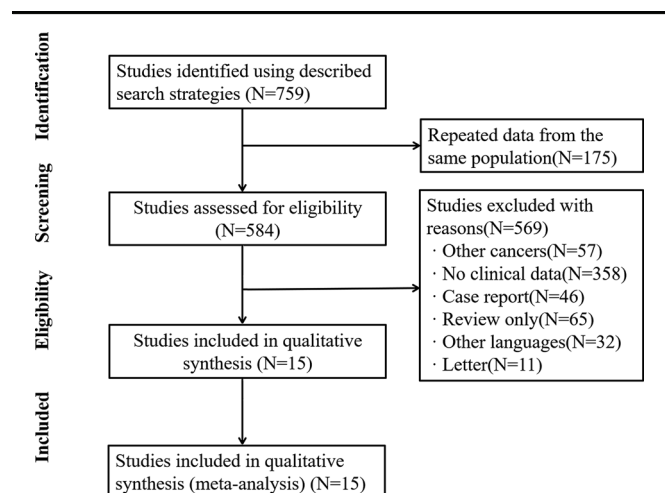 Identification
Studies identified using described
search strategies (N=759)
Repeated data from the
same population(N=175)
Screening
Studies assessed for eligibility
(N=584)
Studies excluded with
reasons(N=569)
· Other cancers(N=57)
· No clinical data(N=358)
· Case report(N=46)
· Review only(N=65)
· Other languages(N=32)
· Letter(N=11)
Eligibility
Studies included in qualitative
synthesis (N=15)
Included
Studies included in qualitative
synthesis (meta-analysis) (N=15)